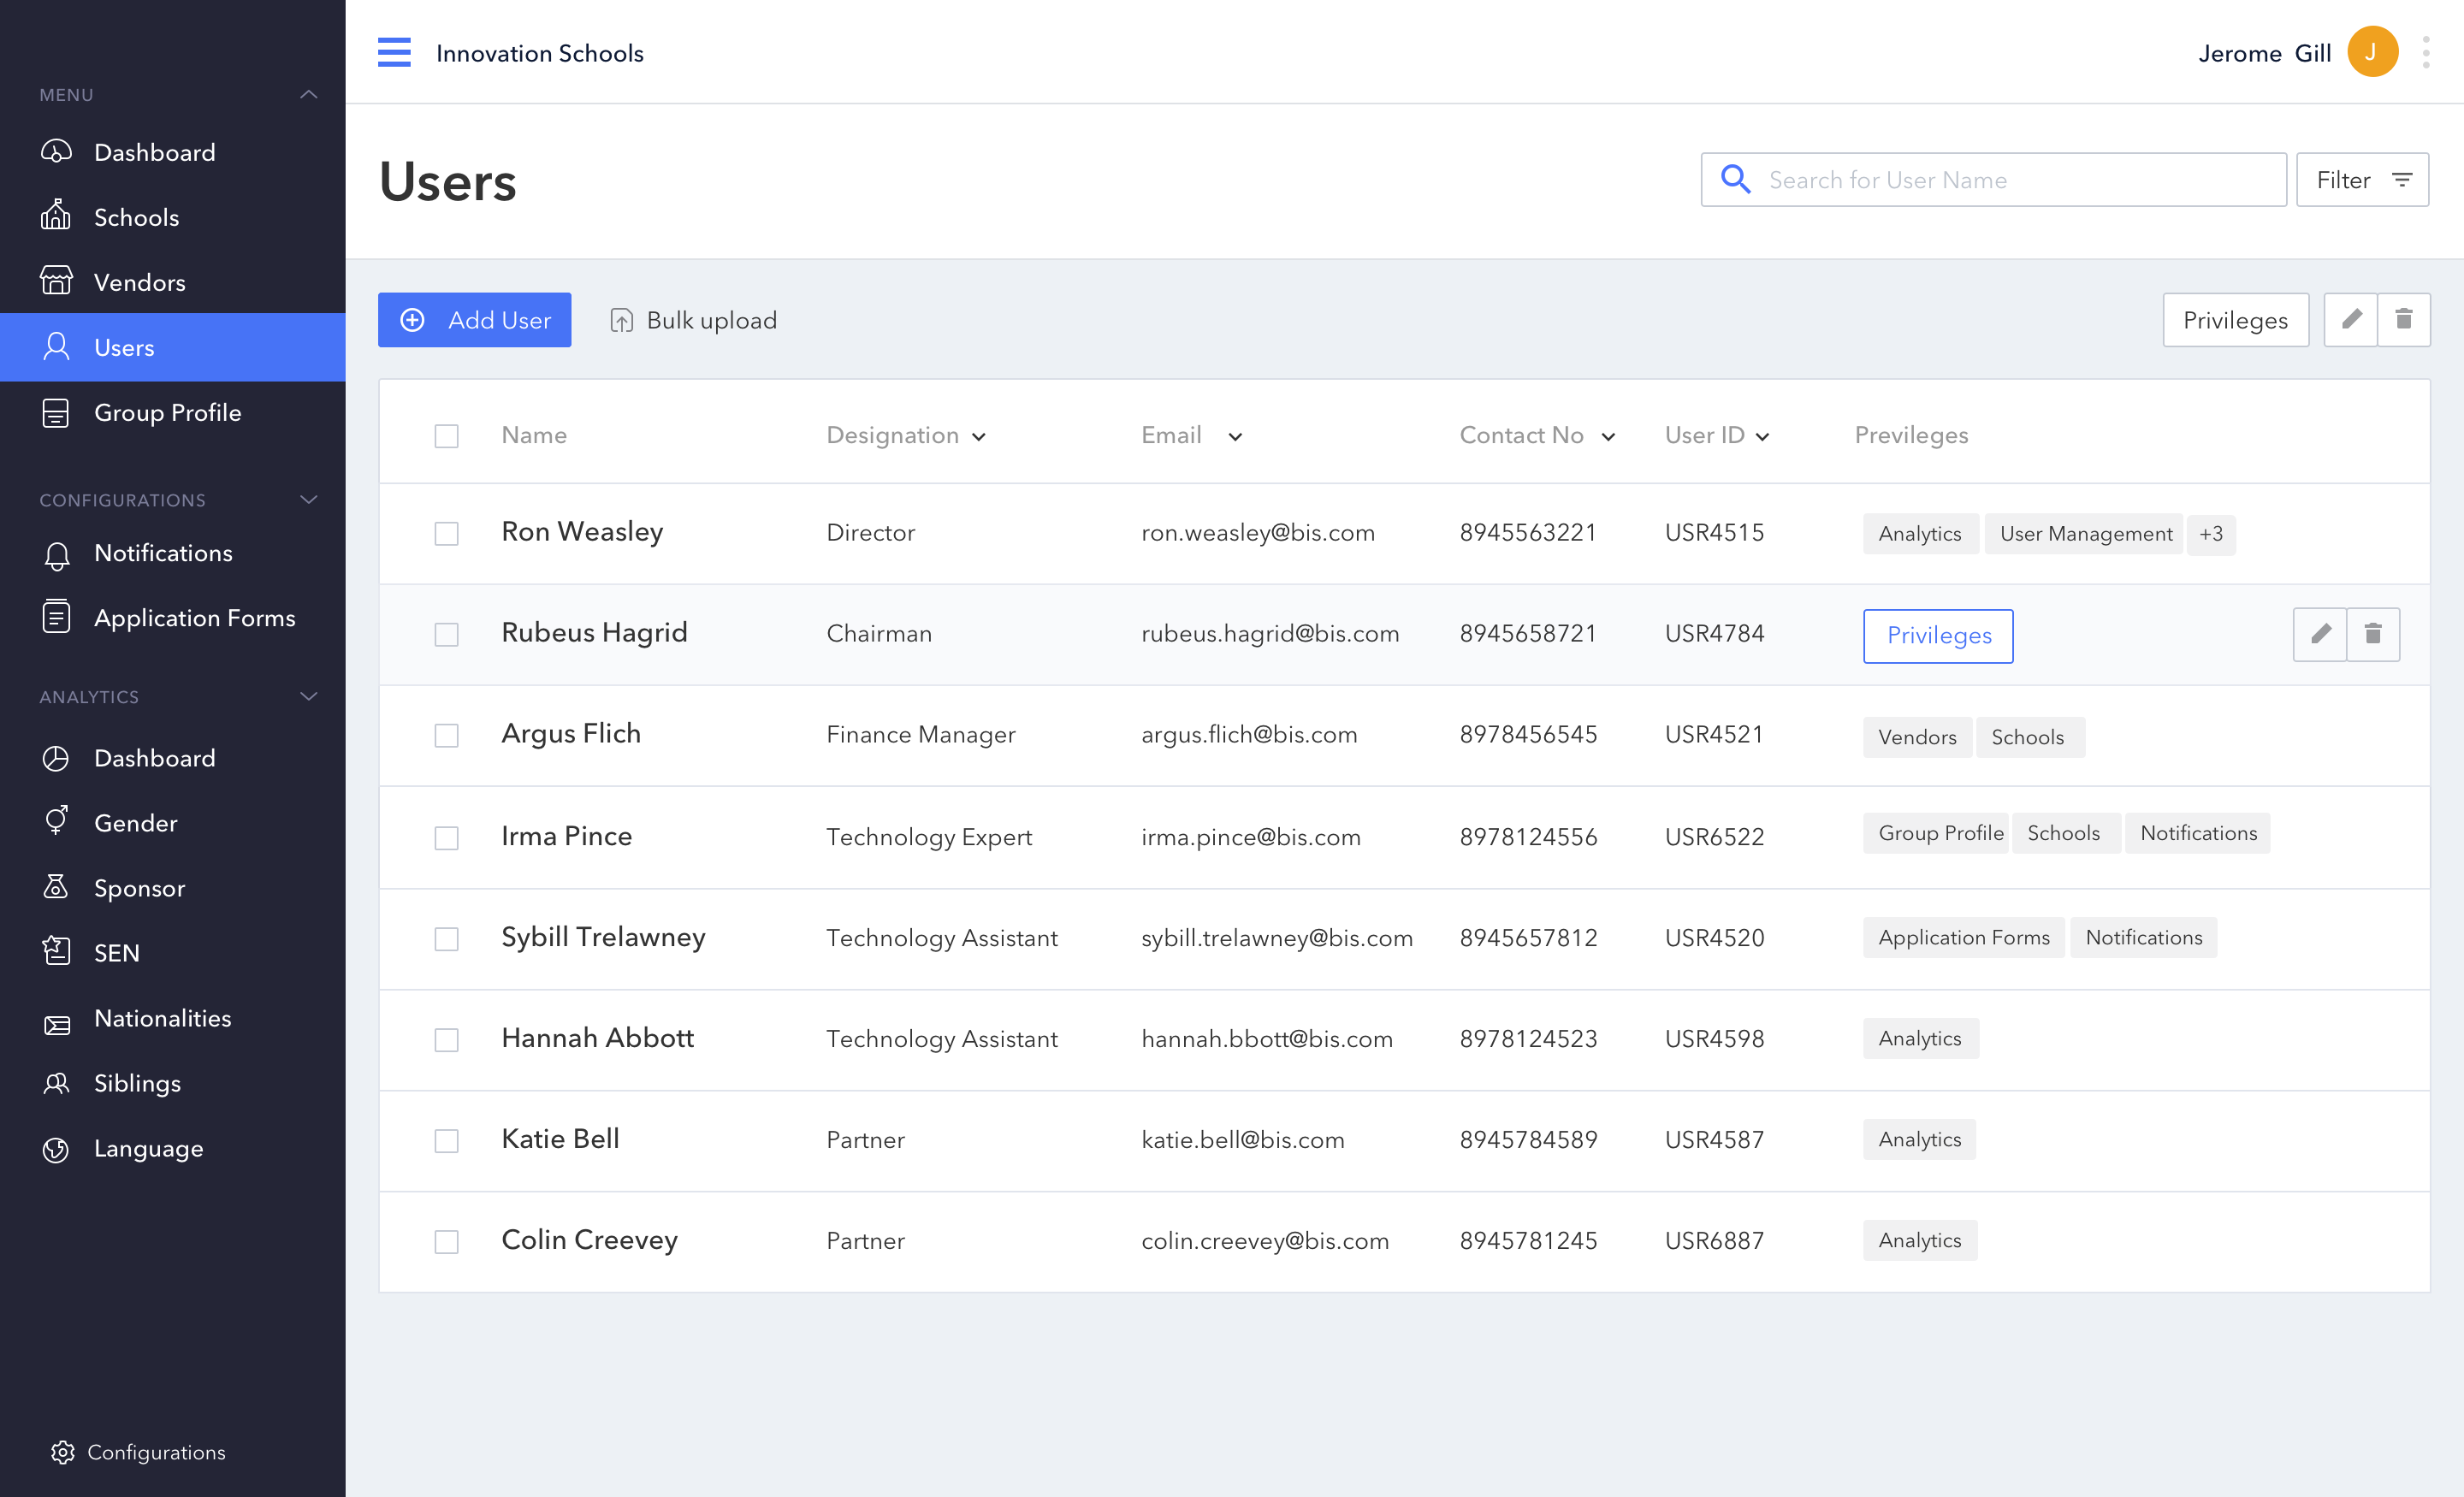 Innovation Schools
Jerome Gill J
MENU
Dashboard
Schools
Vendors
Users
Group Profile
CONFIGURATIONS
Notifications
Application Forms
ANALYTICS
Dashboard
Gender
Sponsor
SEN
Nationalities
Siblings
Language
Configurations
Users
Search for User Name
Filter
Add User
Bulk upload
Privileges
Name Designation Email Contact No User ID Previleges
Ron Weasley Director ron.weasley@bis.com 8945563221 USR4515 Analytics User Management +3
Rubeus Hagrid Chairman rubeus.hagrid@bis.com 8945658721 USR4784 Privileges
Argus Flich Finance Manager argus.flich@bis.com 8978456545 USR4521 Vendors Schools
Irma Pince Technology Expert irma.pince@bis.com 8978124556 USR6522 Group Profile Schools Notifications
Sybill Trelawney Technology Assistant sybill.trelawney@bis.com 8945657812 USR4520 Application Forms Notifications
Hannah Abbott Technology Assistant hannah.bbott@bis.com 8978124523 USR4598 Analytics
Katie Bell Partner katie.bell@bis.com 8945784589 USR4587 Analytics
Colin Creevey Partner colin.creevey@bis.com 8945781245 USR6887 Analytics